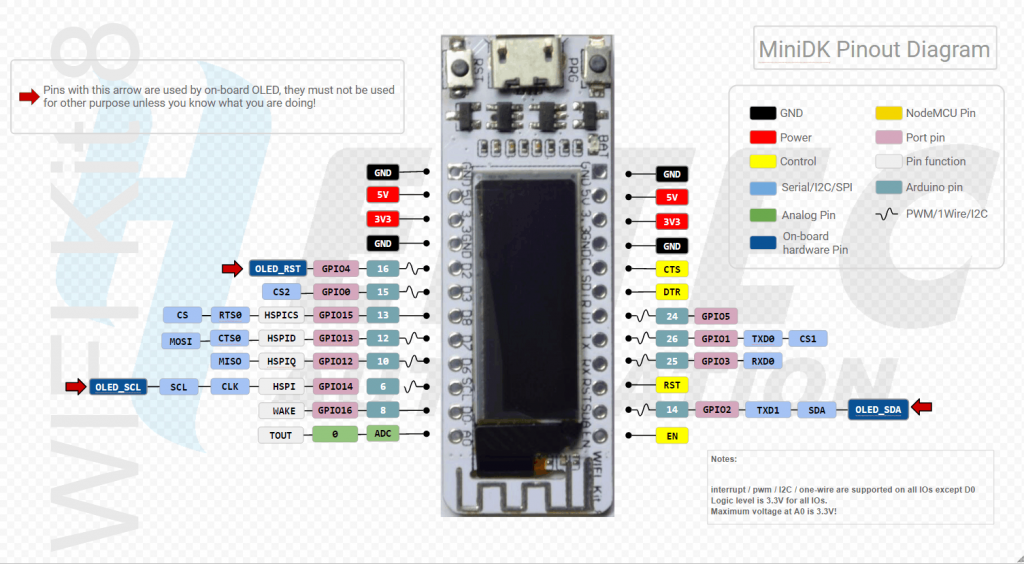 MiniDK Pinout Diagram
Pins with this arrow are used by on-board OLED, they must not be used
for other purpose unless you know what you are doing!
GND
Power
Control
Serial/I2C/SPI
Analog Pin
On-board
hardware Pin
NodeMCU Pin
Port pin
Pin function
Arduino pin
PWM/1Wire/I2C
RST
PRG
BAT
GND
5V
3V3
GND
OLED_RST GPIO4 16
CS2 GPIO0 15
CS RTS0 HSPICS GPIO15 13
MOSI CTS0 HSPID GPIO13 12
MISO HSPIQ GPIO12 10
OLED_SCL SCL CLK HSPI GPIO14 6
WAKE GPIO16 8
TOUT 0 ADC
GND
5V
3V3
GND
CTS
DTR
24 GPIO5
26 GPIO1 TXD0 CS1
25 GPIO3 RXD0
RST
14 GPIO2 TXD1 SDA OLED_SDA
EN
WIFI Kit
Notes:
interrupt / pwm / I2C / one-wire are supported on all IOs except D0
Logic level is 3.3V for all IOs.
Maximum voltage at A0 is 3.3V!
WIFI KIT 8